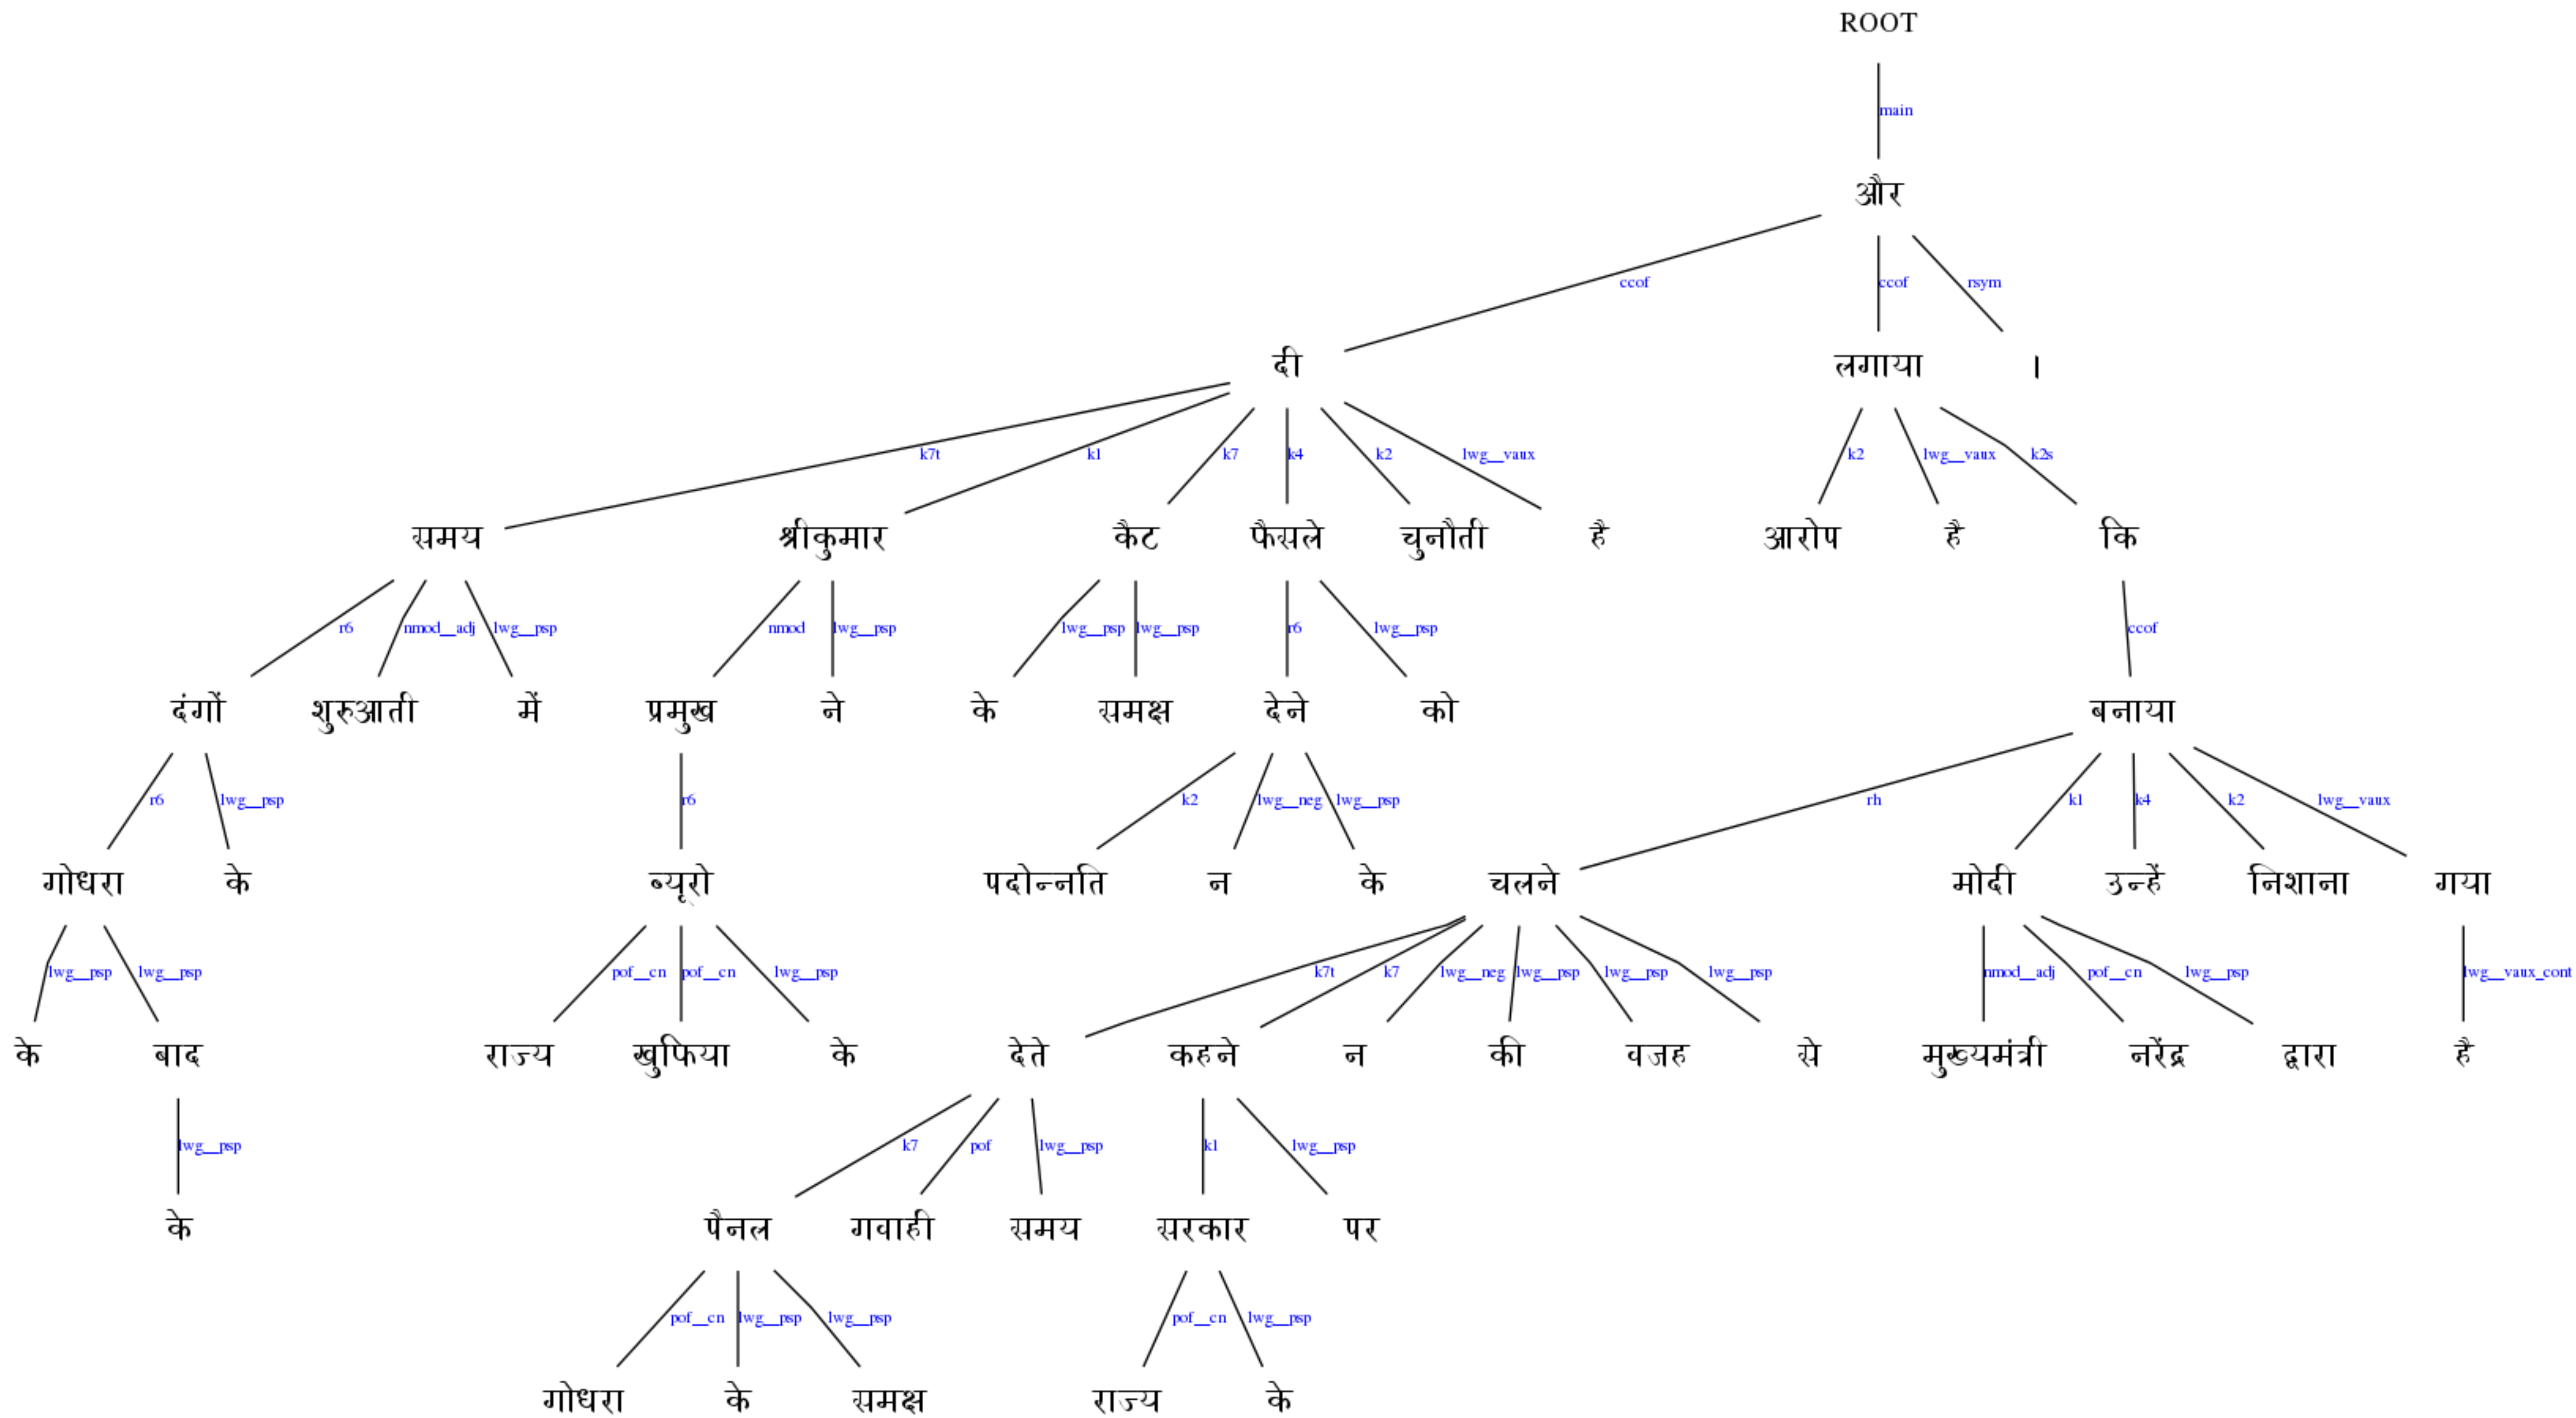 ROOT
main
और
ccof ccof rsym
दी लगाया ।
k7t k1 k7 k4 k2 lwg__vaux k2 lwg__vaux k2s
समय श्रीकुमार कैट फैसले चुनौती है आरोप है कि
r6 nmod__adj lwg__psp nmod lwg__psp lwg__psp lwg__psp r6 lwg__psp ccof
दंगों शुरुआती में प्रमुख ने के समक्ष देने को बनाया
r6 lwg__psp r6 k2 lwg__neg lwg__psp rh k1 k4 k2 lwg__vaux
गोधरा के ब्यूरो पदोन्नति न के चलने मोदी उन्हें निशाना गया
lwg__psp lwg__psp pof__cn pof__cn lwg__psp k7t k7 lwg__neg lwg__psp lwg__psp lwg__psp nmod__adj pof__cn lwg__psp lwg__vaux_cont
के बाद राज्य खुफिया के देते कहने न की वजह से मुख्यमंत्री नरेंद्र द्वारा है
lwg__psp k7 pof lwg__psp k1 lwg__psp
के पैनल गवाही समय सरकार पर
pof__cn lwg__psp lwg__psp pof__cn lwg__psp
गोधरा के समक्ष राज्य के